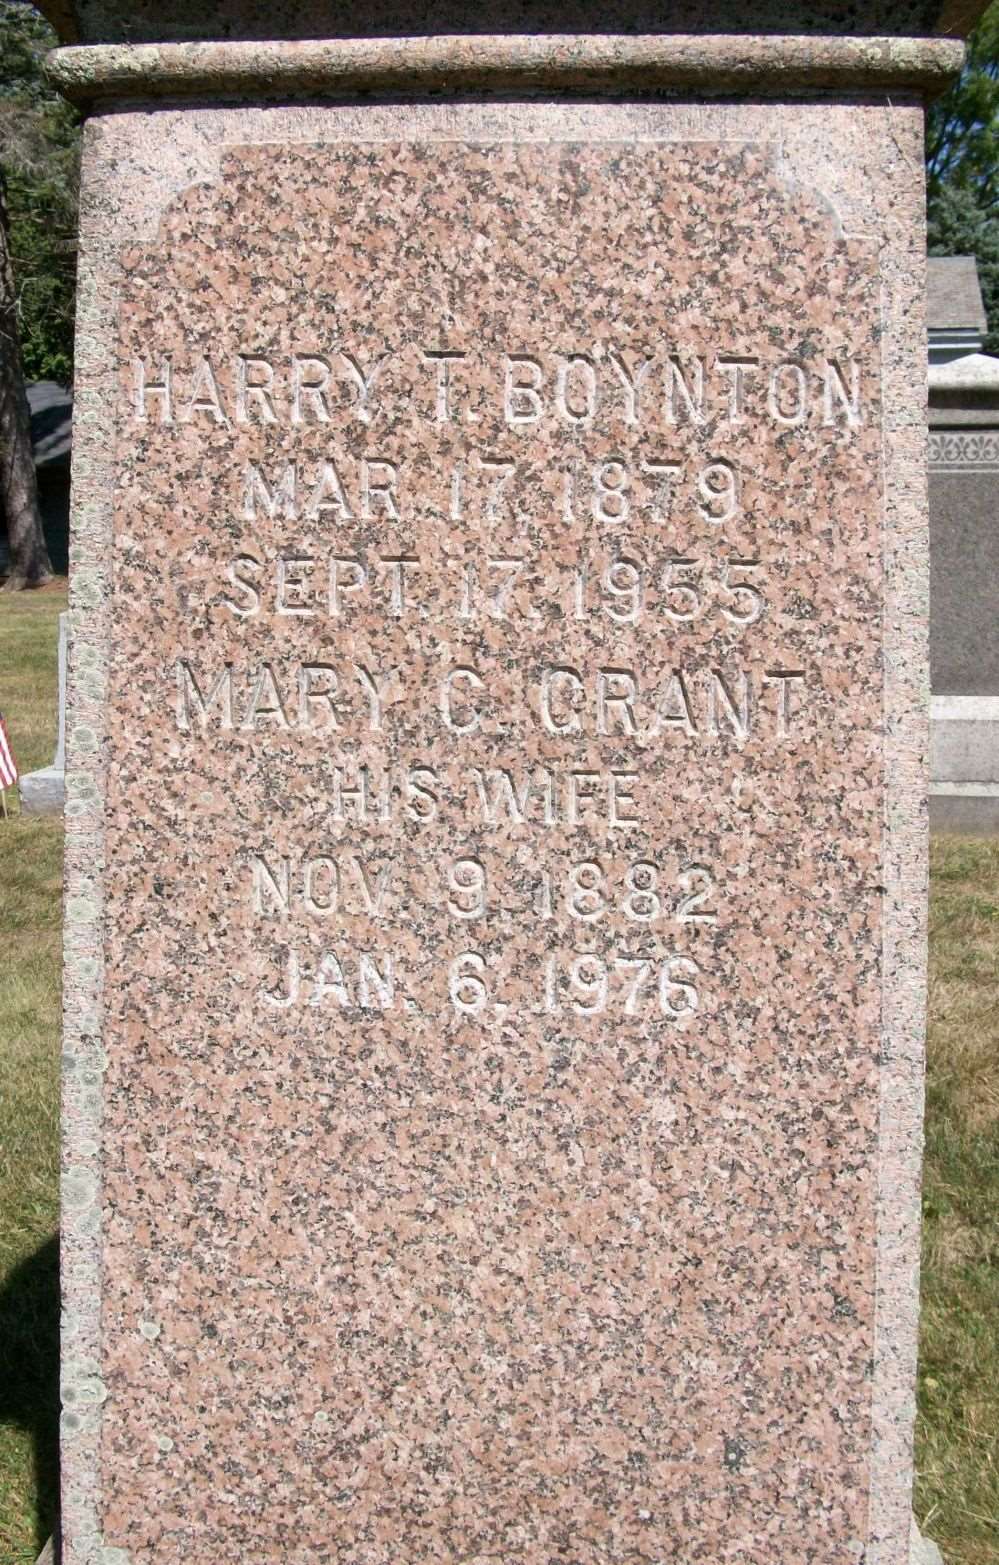 HARRY T. BOYNTON
MAR. 17, 1879
SEPT. 17, 1955
MARY C. GRANT
HIS WIFE
NOV. 9, 1882
JAN. 6, 1976